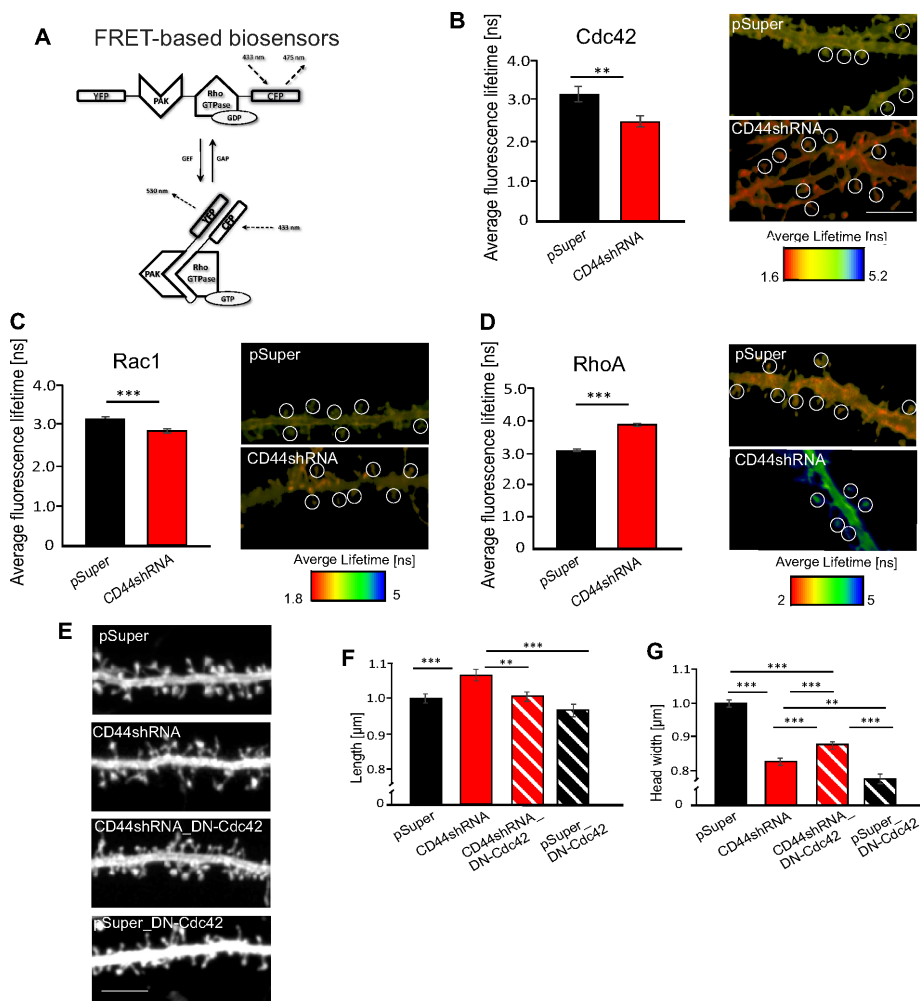 A
FRET-based biosensors
433 nm
475 nm
YFP
PAK
Rho
GTPase
CFP
GDP
GEF
GAP
530 nm
YFP
CFP
433 nm
PAK
Rho
GTPase
GTP
B
Cdc42
Average fluorescence lifetime [ns]
4.0
3.0
2.0
1.0
0
**
pSuper
CD44shRNA
pSuper
CD44shRNA
Averge Lifetime [ns]
1.6
5.2
C
Rac1
Average fluorescence lifetime [ns]
4.0
3.0
2.0
1.0
0
***
pSuper
CD44shRNA
pSuper
CD44shRNA
Averge Lifetime [ns]
1.8
5
D
RhoA
Average fluorescence lifetime [ns]
5.0
4.0
3.0
2.0
1.0
0
***
pSuper
CD44shRNA
pSuper
CD44shRNA
Averge Lifetime [ns]
2
5
E
pSuper
CD44shRNA
CD44shRNA_DN-Cdc42
pSuper_DN-Cdc42
F
Length [µm]
1.1
1.0
0.9
0.8
0
***
**
***
pSuper
CD44shRNA
CD44shRNA_
DN-Cdc42
pSuper_
DN-Cdc42
G
Head width [µm]
1.1
1.0
0.9
0.8
0
***
***
***
**
***
***
pSuper
CD44shRNA
CD44shRNA_
DN-Cdc42
pSuper_
DN-Cdc42